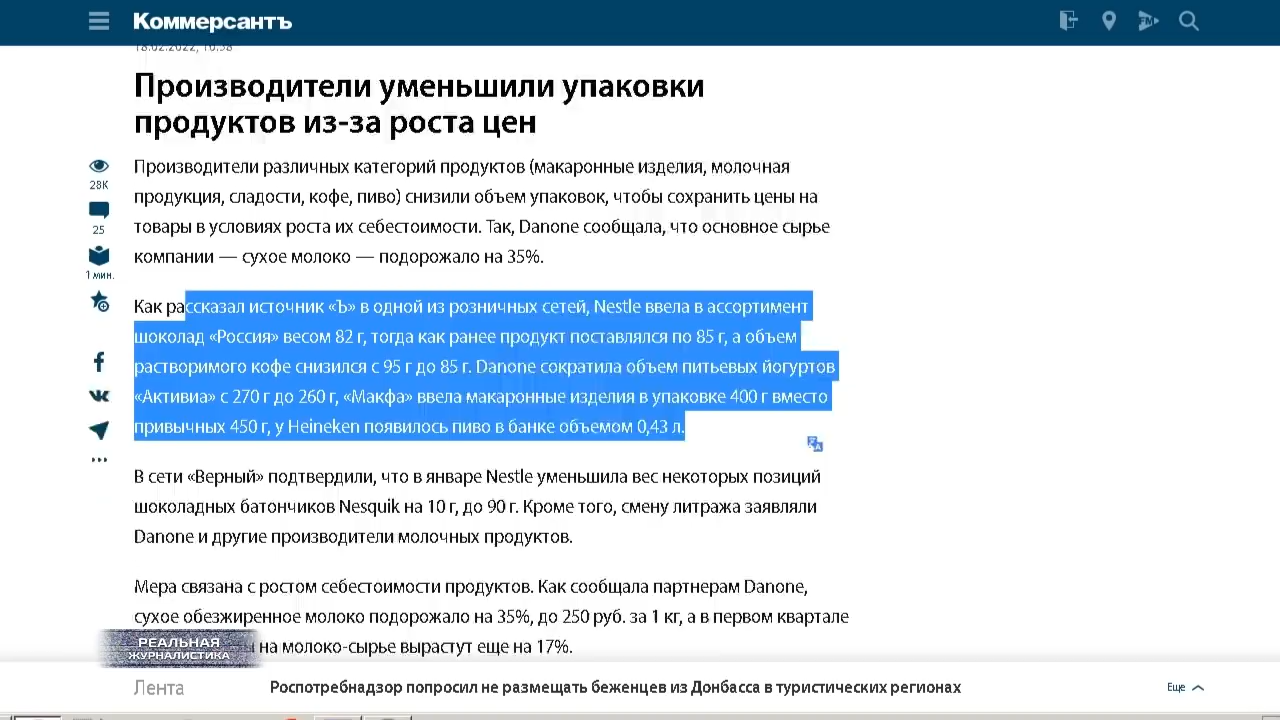 Коммерсантъ
FM
18.02.2022, 16:58
Производители уменьшили упаковки
продуктов из-за роста цен
28K
25
1 мин.
Производители различных категорий продуктов (макаронные изделия, молочная
продукция, сладости, кофе, пиво) снизили объем упаковок, чтобы сохранить цены на
товары в условиях роста их себестоимости. Так, Danone сообщала, что основное сырье
компании — сухое молоко — подорожало на 35%.
Как рассказал источник «Ъ» в одной из розничных сетей, Nestle ввела в ассортимент
шоколад «Россия» весом 82 г, тогда как ранее продукт поставлялся по 85 г, а объем
растворимого кофе снизился с 95 г до 85 г. Danone сократила объем питьевых йогуртов
«Активиа» с 270 г до 260 г, «Макфа» ввела макаронные изделия в упаковке 400 г вместо
привычных 450 г, у Heineken появилось пиво в банке объемом 0,43 л.
В сети «Верный» подтвердили, что в январе Nestle уменьшила вес некоторых позиций
шоколадных батончиков Nesquik на 10 г, до 90 г. Кроме того, смену литража заявляли
Danone и другие производители молочных продуктов.
Мера связана с ростом себестоимости продуктов. Как сообщала партнерам Danone,
сухое обезжиренное молоко подорожало на 35%, до 250 руб. за 1 кг, а в первом квартале
на молоко-сырье вырастут еще на 17%.
РЕАЛЬНАЯ
ЖУРНАЛИСТИКА
Лента
Роспотребнадзор попросил не размещать беженцев из Донбасса в туристических регионах
Еще